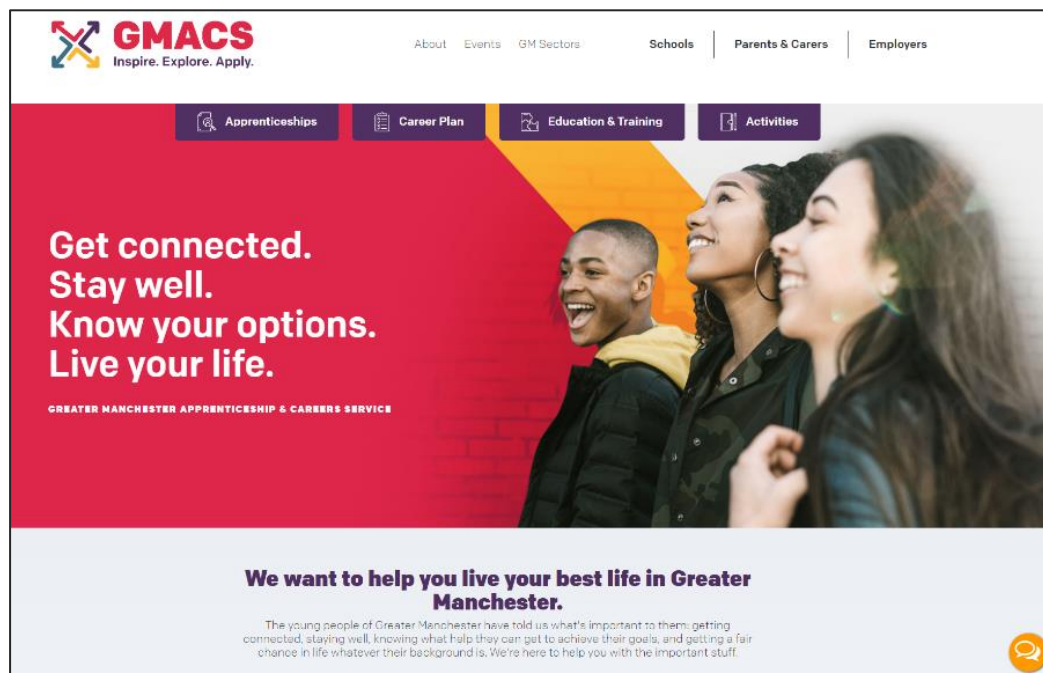 GMACS
Inspire. Explore. Apply.
About Events GM Sectors Schools Parents & Carers Employers
Apprenticeships Career Plan Education & Training Activities
Get connected.
Stay well.
Know your options.
Live your life.
GREATER MANCHESTER APPRENTICESHIP & CAREERS SERVICE
We want to help you live your best life in Greater
Manchester.
The young people of Greater Manchester have told us what's important to them: getting
connected, staying well, knowing what help they can get to achieve their goals, and getting a fair
chance in life whatever their background is. We're here to help you with the important stuff.